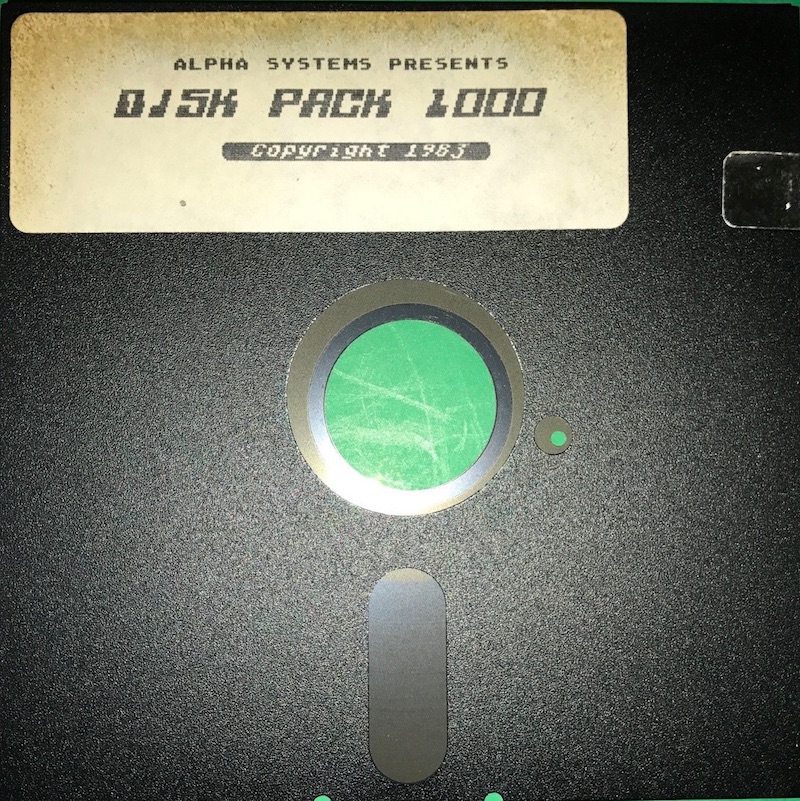 ALPHA SYSTEMS PRESENTS
DISK PACK 1000
Copyright 1983